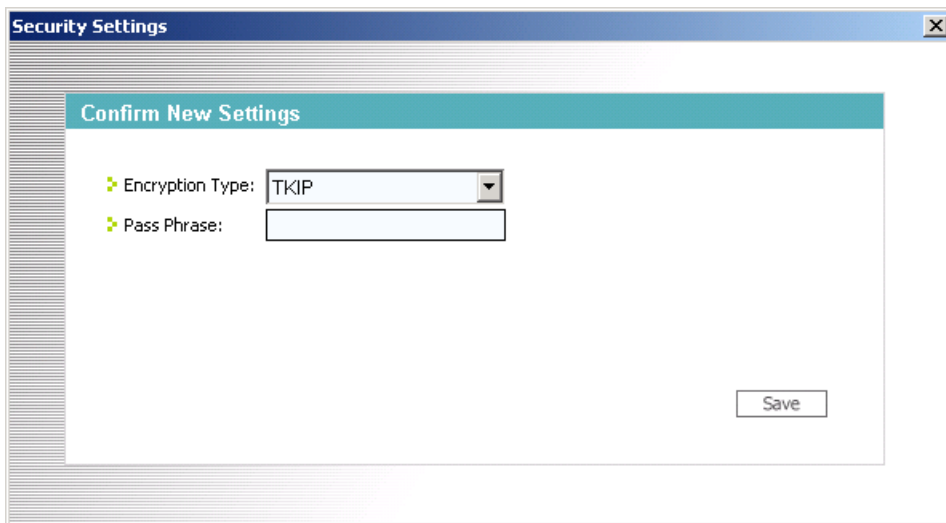 Security Settings
Confirm New Settings
Encryption Type: TKIP
Pass Phrase:
Save